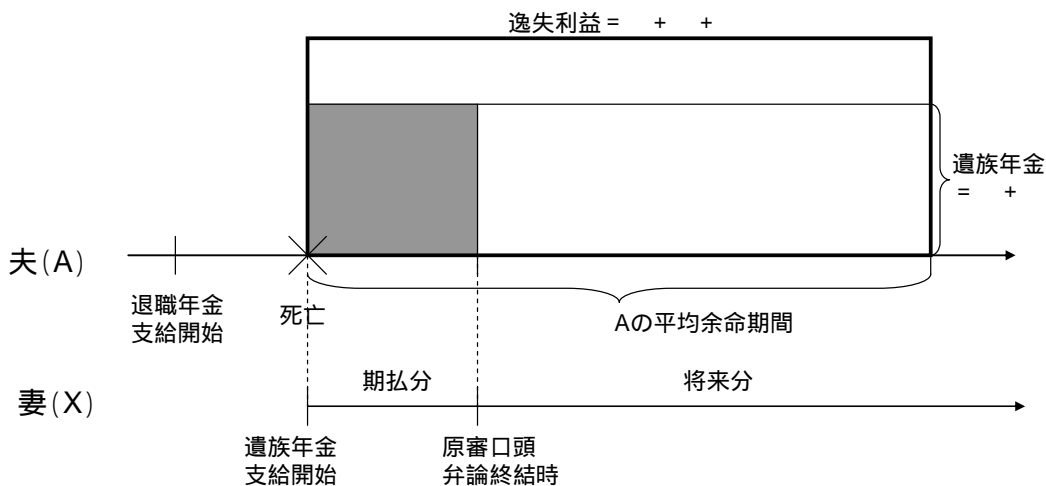 逸失利益 = + +
遺族年金
= +
夫(A)
退職年金
支給開始
死亡
Aの平均余命期間
期払分
将来分
妻(X)
遺族年金
支給開始
原審口頭
弁論終結時